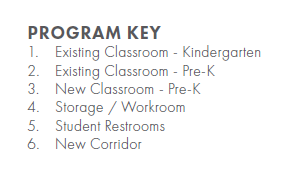 PROGRAM KEY
1. Existing Classroom - Kindergarten
2. Existing Classroom - Pre-K
3. New Classroom - Pre-K
4. Storage / Workroom
5. Student Restrooms
6. New Corridor